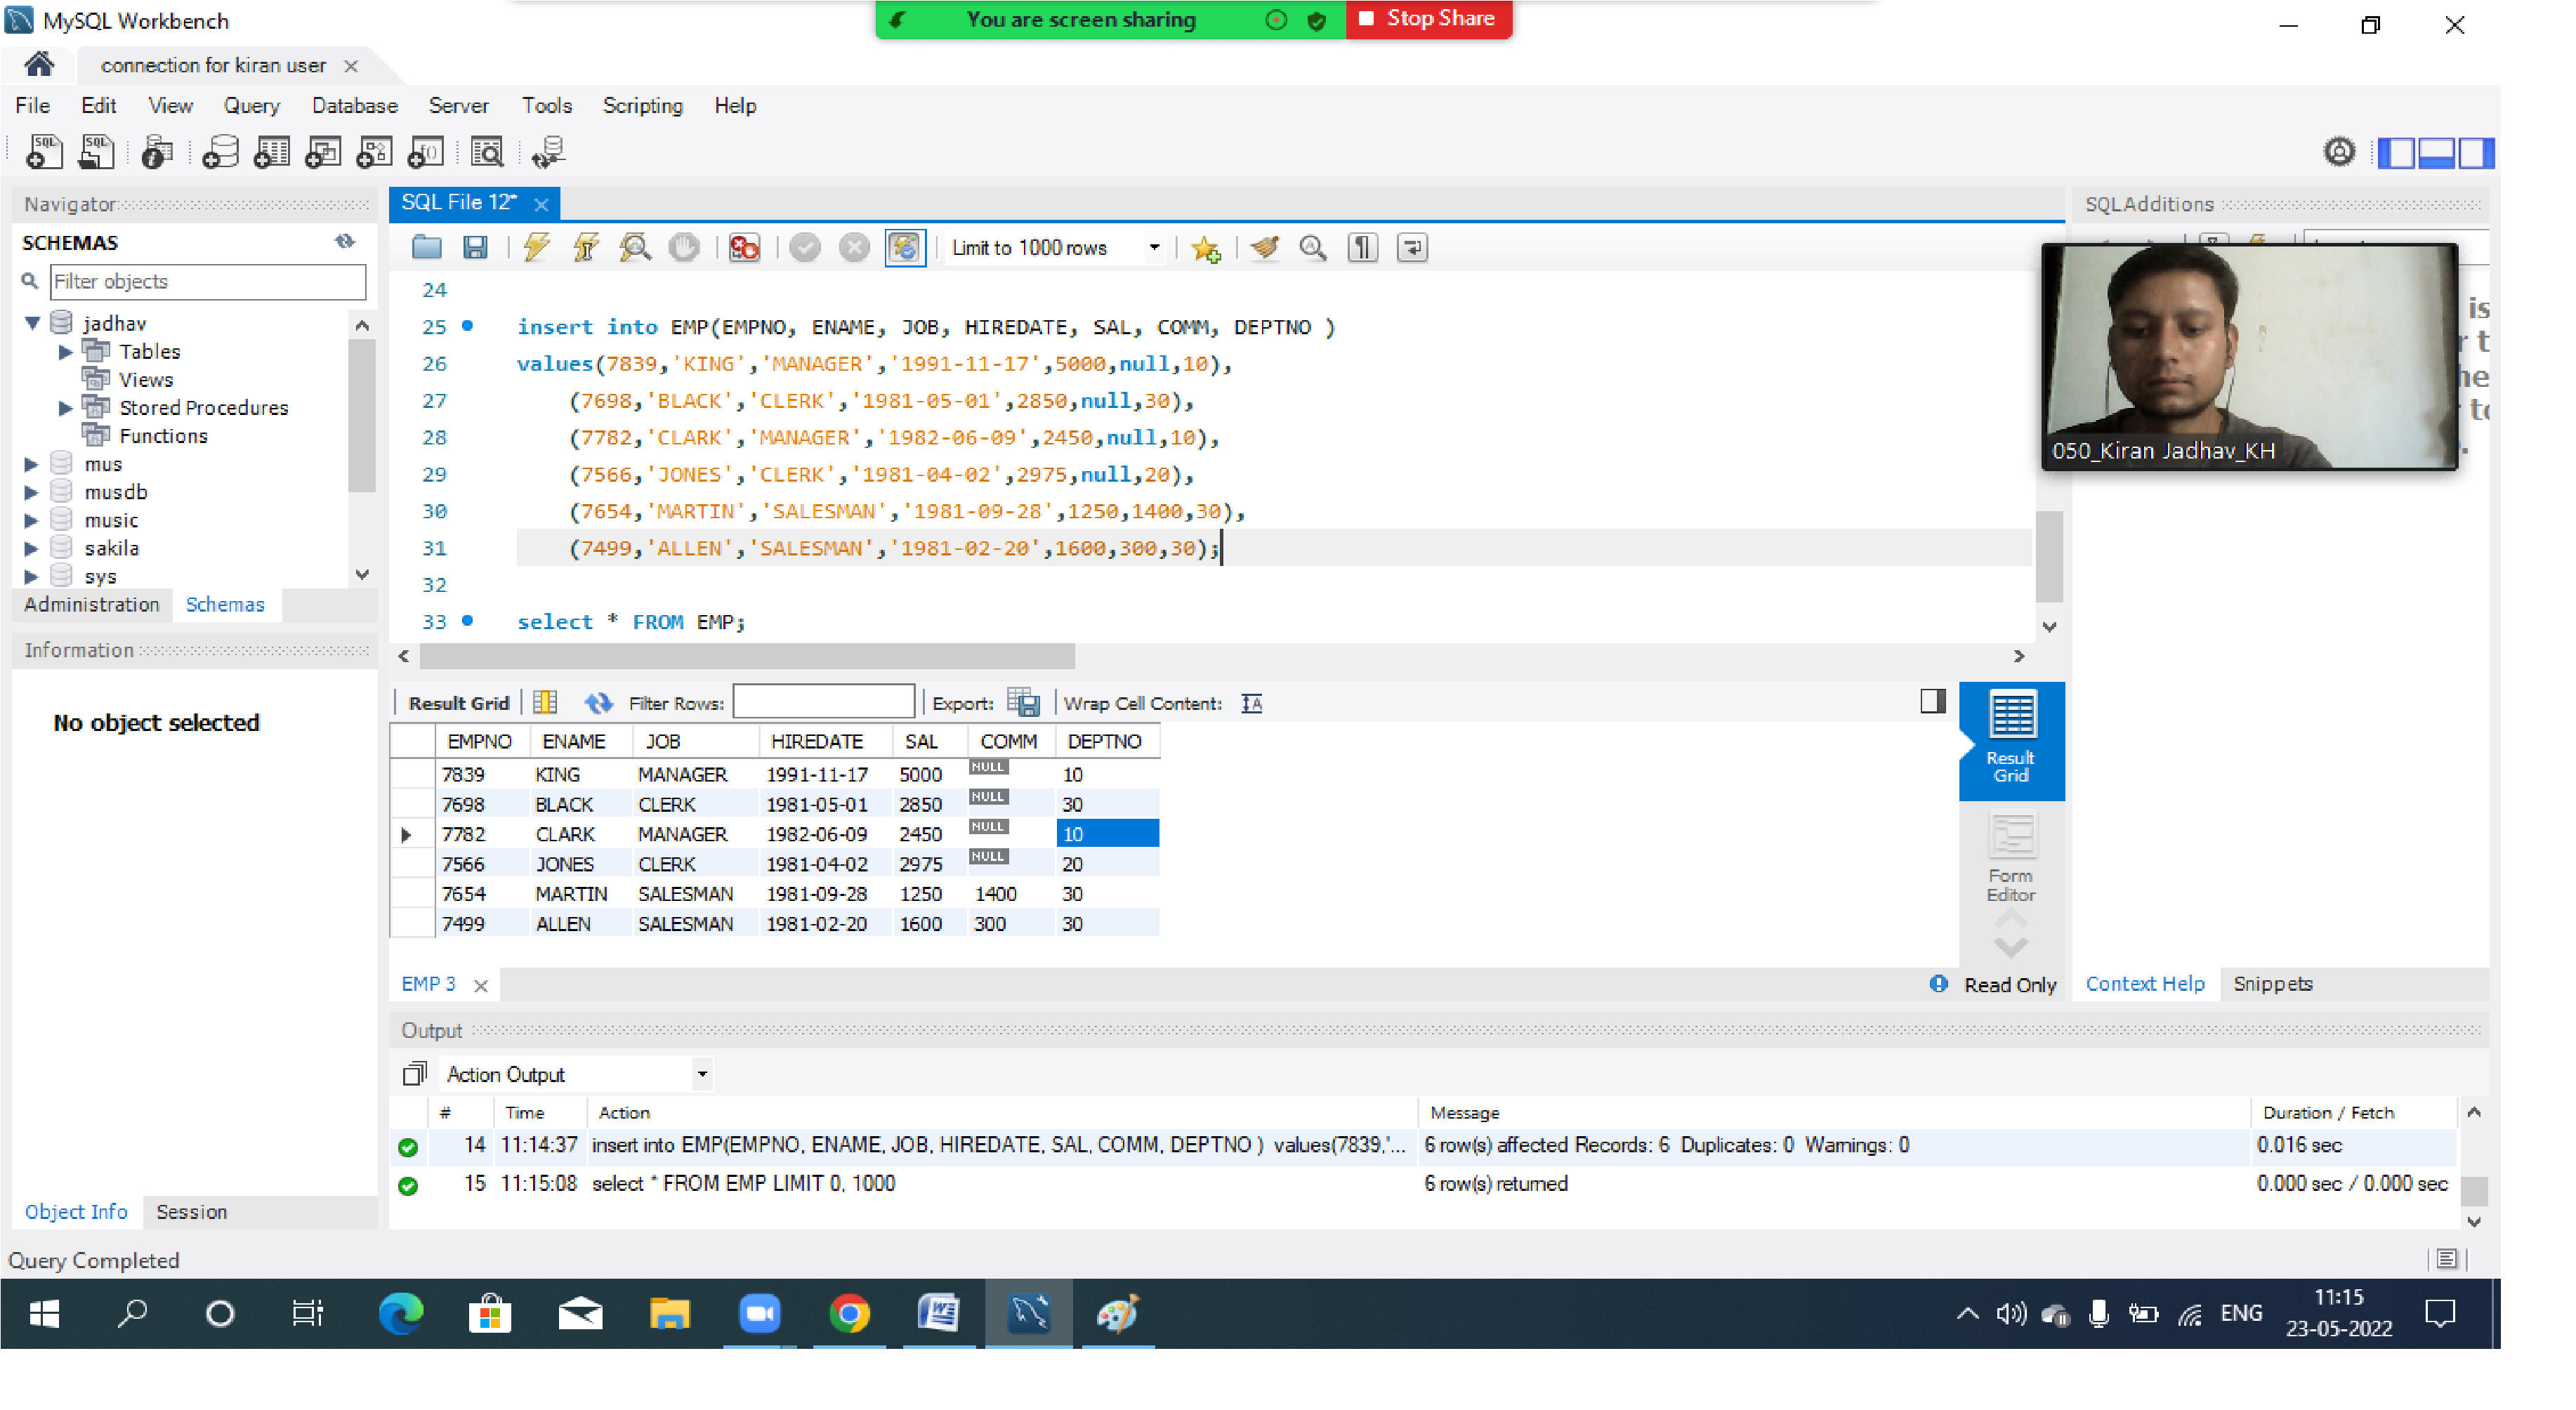 MySQL Workbench
You are screen sharing
Stop Share
connection for kiran user
File Edit View Query Database Server Tools Scripting Help
Navigator
SCHEMAS
Filter objects
jadhav
Tables
Views
Stored Procedures
Functions
mus
musdb
music
sakila
sys
Administration Schemas
Information
No object selected
Object Info Session
SQL File 12*
Limit to 1000 rows
24
25 insert into EMP(EMPNO, ENAME, JOB, HIREDATE, SAL, COMM, DEPTNO )
26 values(7839,'KING','MANAGER','1991-11-17',5000,null,10),
27 (7698,'BLACK','CLERK','1981-05-01',2850,null,30),
28 (7782,'CLARK','MANAGER','1982-06-09',2450,null,10),
29 (7566,'JONES','CLERK','1981-04-02',2975,null,20),
30 (7654,'MARTIN','SALESMAN','1981-09-28',1250,1400,30),
31 (7499,'ALLEN','SALESMAN','1981-02-20',1600,300,30);
32
33 select * FROM EMP;
Result Grid Filter Rows: Export: Wrap Cell Content:
EMPNO ENAME JOB HIREDATE SAL COMM DEPTNO
7839 KING MANAGER 1991-11-17 5000 NULL 10
7698 BLACK CLERK 1981-05-01 2850 NULL 30
7782 CLARK MANAGER 1982-06-09 2450 NULL 10
7566 JONES CLERK 1981-04-02 2975 NULL 20
7654 MARTIN SALESMAN 1981-09-28 1250 1400 30
7499 ALLEN SALESMAN 1981-02-20 1600 300 30
Result
Grid
Form
Editor
EMP 3
Read Only
SQLAdditions
050_Kiran Jadhav_KH
Context Help Snippets
Output
Action Output
# Time Action Message Duration / Fetch
14 11:14:37 insert into EMP(EMPNO, ENAME, JOB, HIREDATE, SAL, COMM, DEPTNO ) values(7839,'... 6 row(s) affected Records: 6 Duplicates: 0 Warnings: 0 0.016 sec
15 11:15:08 select * FROM EMP LIMIT 0, 1000 6 row(s) returned 0.000 sec / 0.000 sec
Query Completed
ENG
11:15
23-05-2022